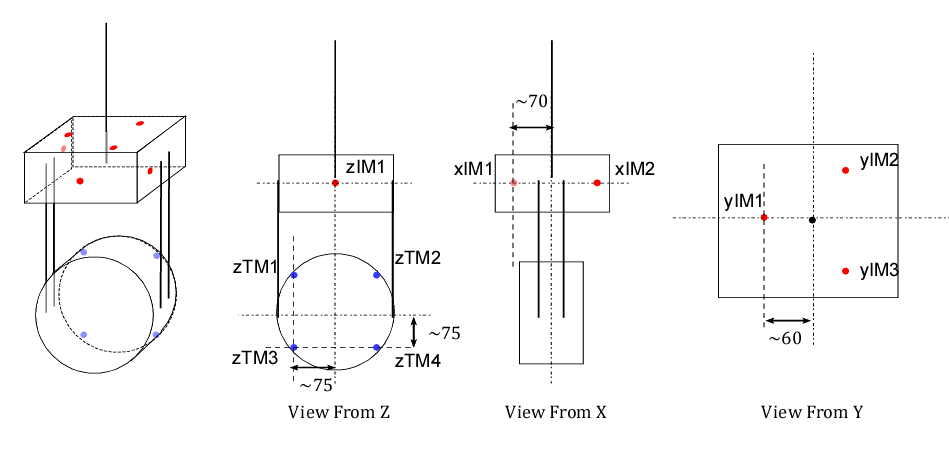 ~70
zIM1
xIM1
xIM2
yIM2
yIM1
zTM1
zTM2
yIM3
~75
~60
zTM3
zTM4
~75
View From Z
View From X
View From Y